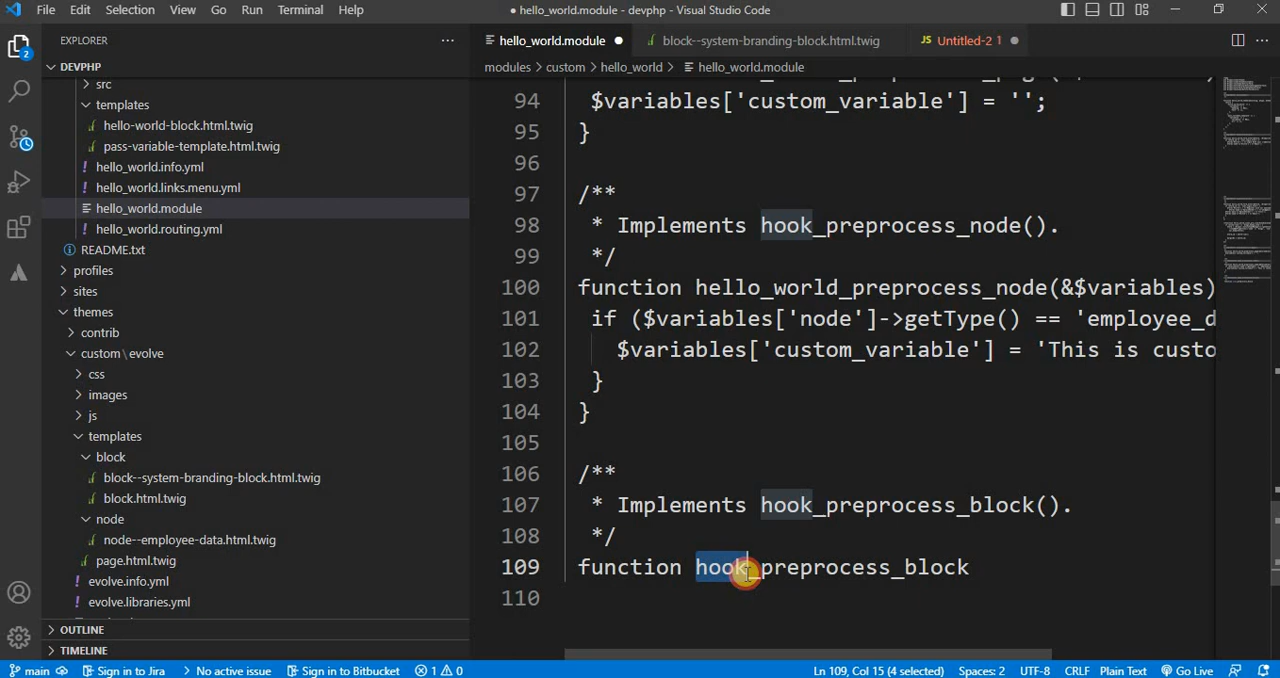 File Edit Selection View Go Run Terminal Help
● hello_world.module - devphp - Visual Studio Code
EXPLORER
DEVPHP
src
templates
hello-world-block.html.twig
pass-variable-template.html.twig
hello_world.info.yml
hello_world.links.menu.yml
hello_world.module
hello_world.routing.yml
README.txt
profiles
sites
themes
contrib
custom\evolve
css
images
js
templates
block
block--system-branding-block.html.twig
block.html.twig
node
node--employee-data.html.twig
page.html.twig
evolve.info.yml
evolve.libraries.yml
OUTLINE
TIMELINE
2
hello_world.module ● block--system-branding-block.html.twig JS Untitled-2 1 ●
modules > custom > hello_world > hello_world.module
94 $variables['custom_variable'] = '';
95 }
96
97 /**
98 * Implements hook_preprocess_node().
99 */
100 function hello_world_preprocess_node(&$variables)
101 if ($variables['node']->getType() == 'employee_d
102 $variables['custom_variable'] = 'This is custo
103 }
104 }
105
106 /**
107 * Implements hook_preprocess_block().
108 */
109 function hook_preprocess_block
110
main Sign in to Jira No active issue Sign in to Bitbucket 1 0 Ln 109, Col 15 (4 selected) Spaces: 2 UTF-8 CRLF Plain Text Go Live